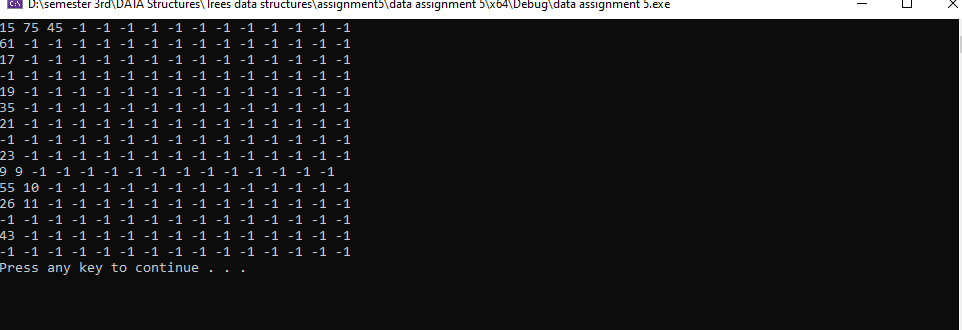 D:\semester 3rd\DATA Structures\Trees data structures\assignment5\data assignment 5\x64\Debug\data assignment 5.exe
15 75 45 -1 -1 -1 -1 -1 -1 -1 -1 -1 -1 -1 -1
61 -1 -1 -1 -1 -1 -1 -1 -1 -1 -1 -1 -1 -1 -1
17 -1 -1 -1 -1 -1 -1 -1 -1 -1 -1 -1 -1 -1 -1
-1 -1 -1 -1 -1 -1 -1 -1 -1 -1 -1 -1 -1 -1 -1
19 -1 -1 -1 -1 -1 -1 -1 -1 -1 -1 -1 -1 -1 -1
35 -1 -1 -1 -1 -1 -1 -1 -1 -1 -1 -1 -1 -1 -1
21 -1 -1 -1 -1 -1 -1 -1 -1 -1 -1 -1 -1 -1 -1
-1 -1 -1 -1 -1 -1 -1 -1 -1 -1 -1 -1 -1 -1 -1
23 -1 -1 -1 -1 -1 -1 -1 -1 -1 -1 -1 -1 -1 -1
9 9 -1 -1 -1 -1 -1 -1 -1 -1 -1 -1 -1 -1 -1
55 10 -1 -1 -1 -1 -1 -1 -1 -1 -1 -1 -1 -1 -1
26 11 -1 -1 -1 -1 -1 -1 -1 -1 -1 -1 -1 -1 -1
-1 -1 -1 -1 -1 -1 -1 -1 -1 -1 -1 -1 -1 -1 -1
43 -1 -1 -1 -1 -1 -1 -1 -1 -1 -1 -1 -1 -1 -1
-1 -1 -1 -1 -1 -1 -1 -1 -1 -1 -1 -1 -1 -1 -1
Press any key to continue . . .